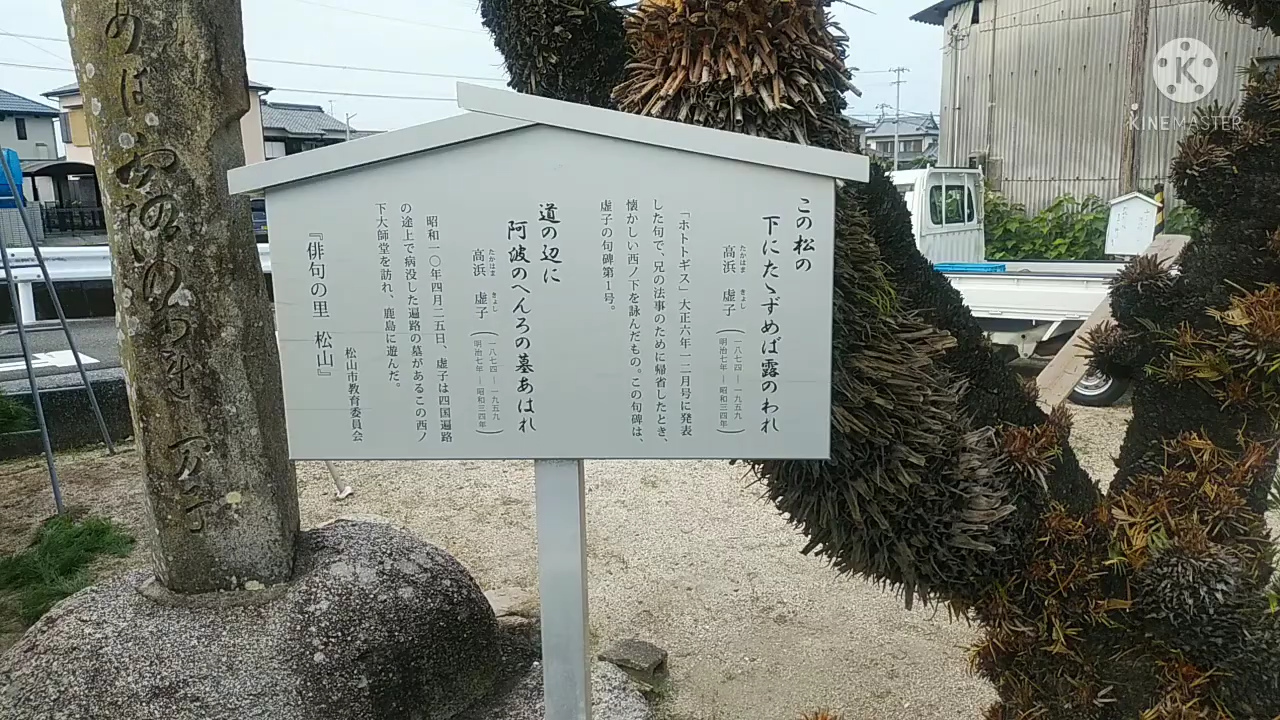 この松の
下にたゝずめば露のわれ
たかはま きょし
高浜 虚子(一八七四―一九五九
明治七年―昭和三四年)
「ホトトギス」大正六年一二月号に発表
した句で、兄の法事のために帰省したとき、
懐かしい西ノ下を詠んだもの。この句碑は、
虚子の句碑第1号。
道の辺に
阿波のへんろの墓あはれ
たかはま きょし
高浜 虚子(一八七四―一九五九
明治七年―昭和三四年)
昭和一〇年四月二五日、虚子は四国遍路
の途上で病没した遍路の墓があるこの西ノ
下大師堂を訪れ、鹿島に遊んだ。
松山市教育委員会
『俳句の里 松山』
KINEMASTER